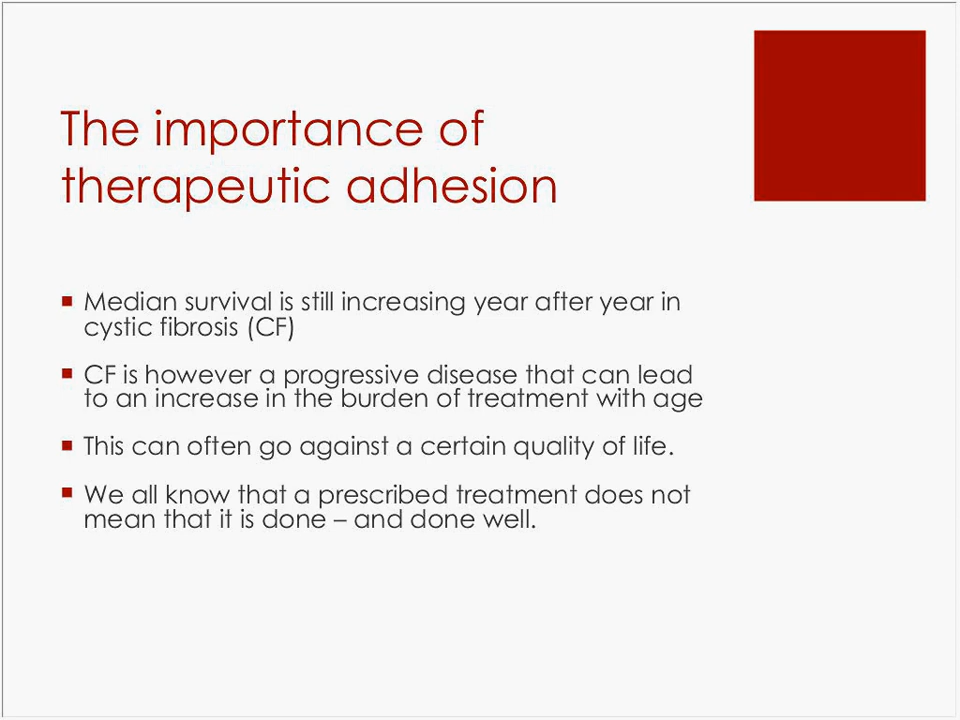 The importance of
therapeutic adhesion
▪ Median survival is still increasing year after year in
cystic fibrosis (CF)
▪ CF is however a progressive disease that can lead
to an increase in the burden of treatment with age
▪ This can often go against a certain quality of life.
▪ We all know that a prescribed treatment does not
mean that it is done – and done well.